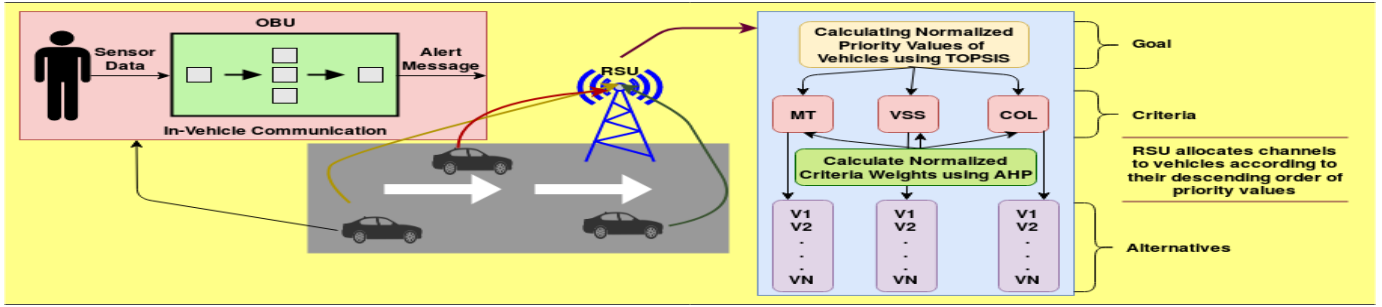 OBU
Sensor
Data
Alert
Message
In-Vehicle Communication
RSU
Calculating Normalized
Priority Values of
Vehicles using TOPSIS
MT
VSS
COL
Calculate Normalized
Criteria Weights using AHP
V1
V2
.
.
.
VN
V1
V2
.
.
.
VN
V1
V2
.
.
.
VN
Goal
Criteria
RSU allocates channels
to vehicles according to
their descending order of
priority values
Alternatives